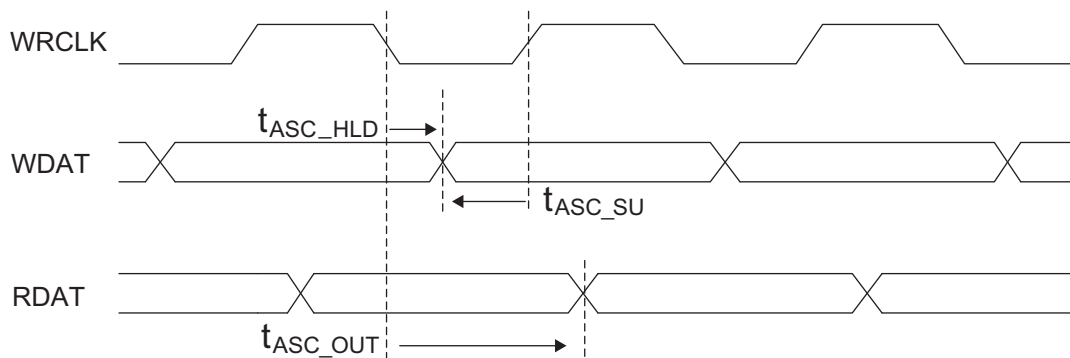 WRCLK
tASC_HLD
WDAT
tASC_SU
RDAT
tASC_OUT